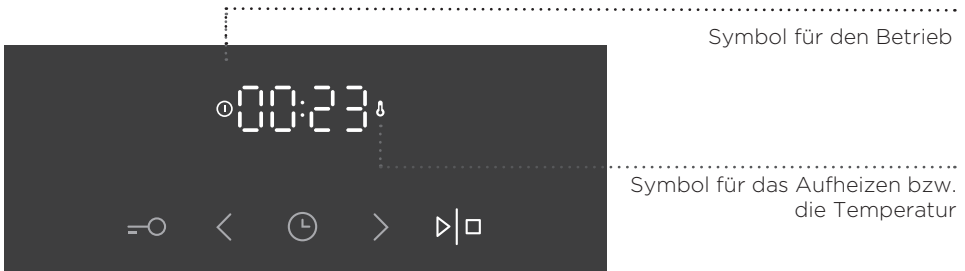 Symbol für den Betrieb
00:23
Symbol für das Aufheizen bzw.
die Temperatur